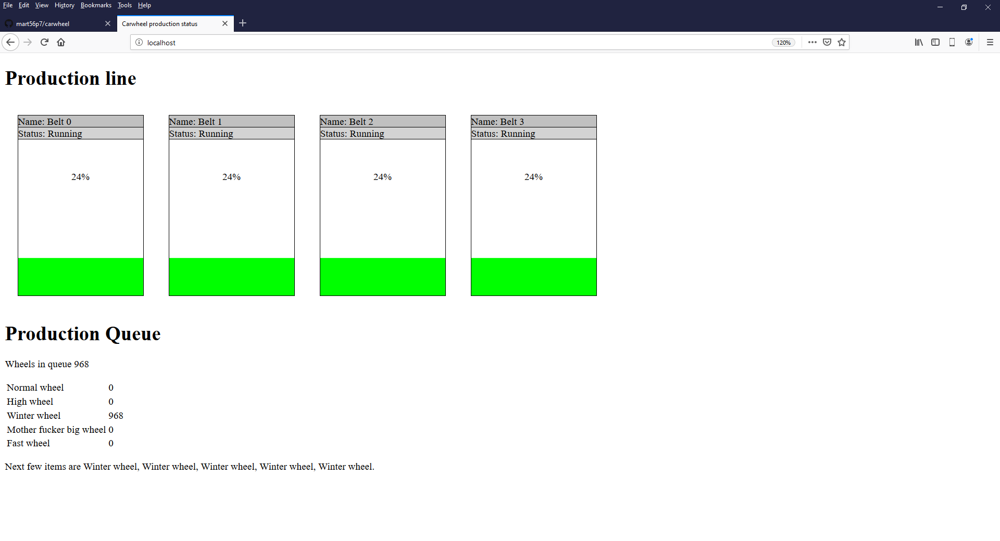 File Edit View History Bookmarks Tools Help
mart56p7/carwheel
Carwheel production status
localhost
120%
Production line
Name: Belt 0
Status: Running
24%
Name: Belt 1
Status: Running
24%
Name: Belt 2
Status: Running
24%
Name: Belt 3
Status: Running
24%
Production Queue
Wheels in queue 968
Normal wheel 0
High wheel 0
Winter wheel 968
Mother fucker big wheel 0
Fast wheel 0
Next few items are Winter wheel, Winter wheel, Winter wheel, Winter wheel, Winter wheel.